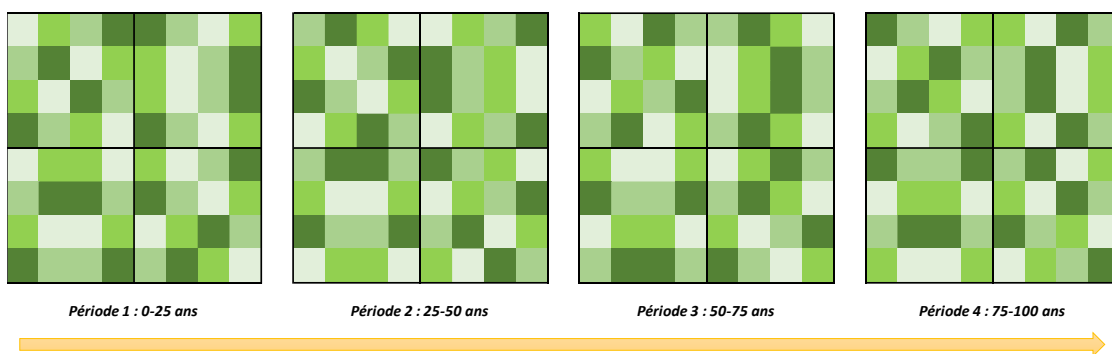 Période 1 : 0-25 ans
Période 2 : 25-50 ans
Période 3 : 50-75 ans
Période 4 : 75-100 ans